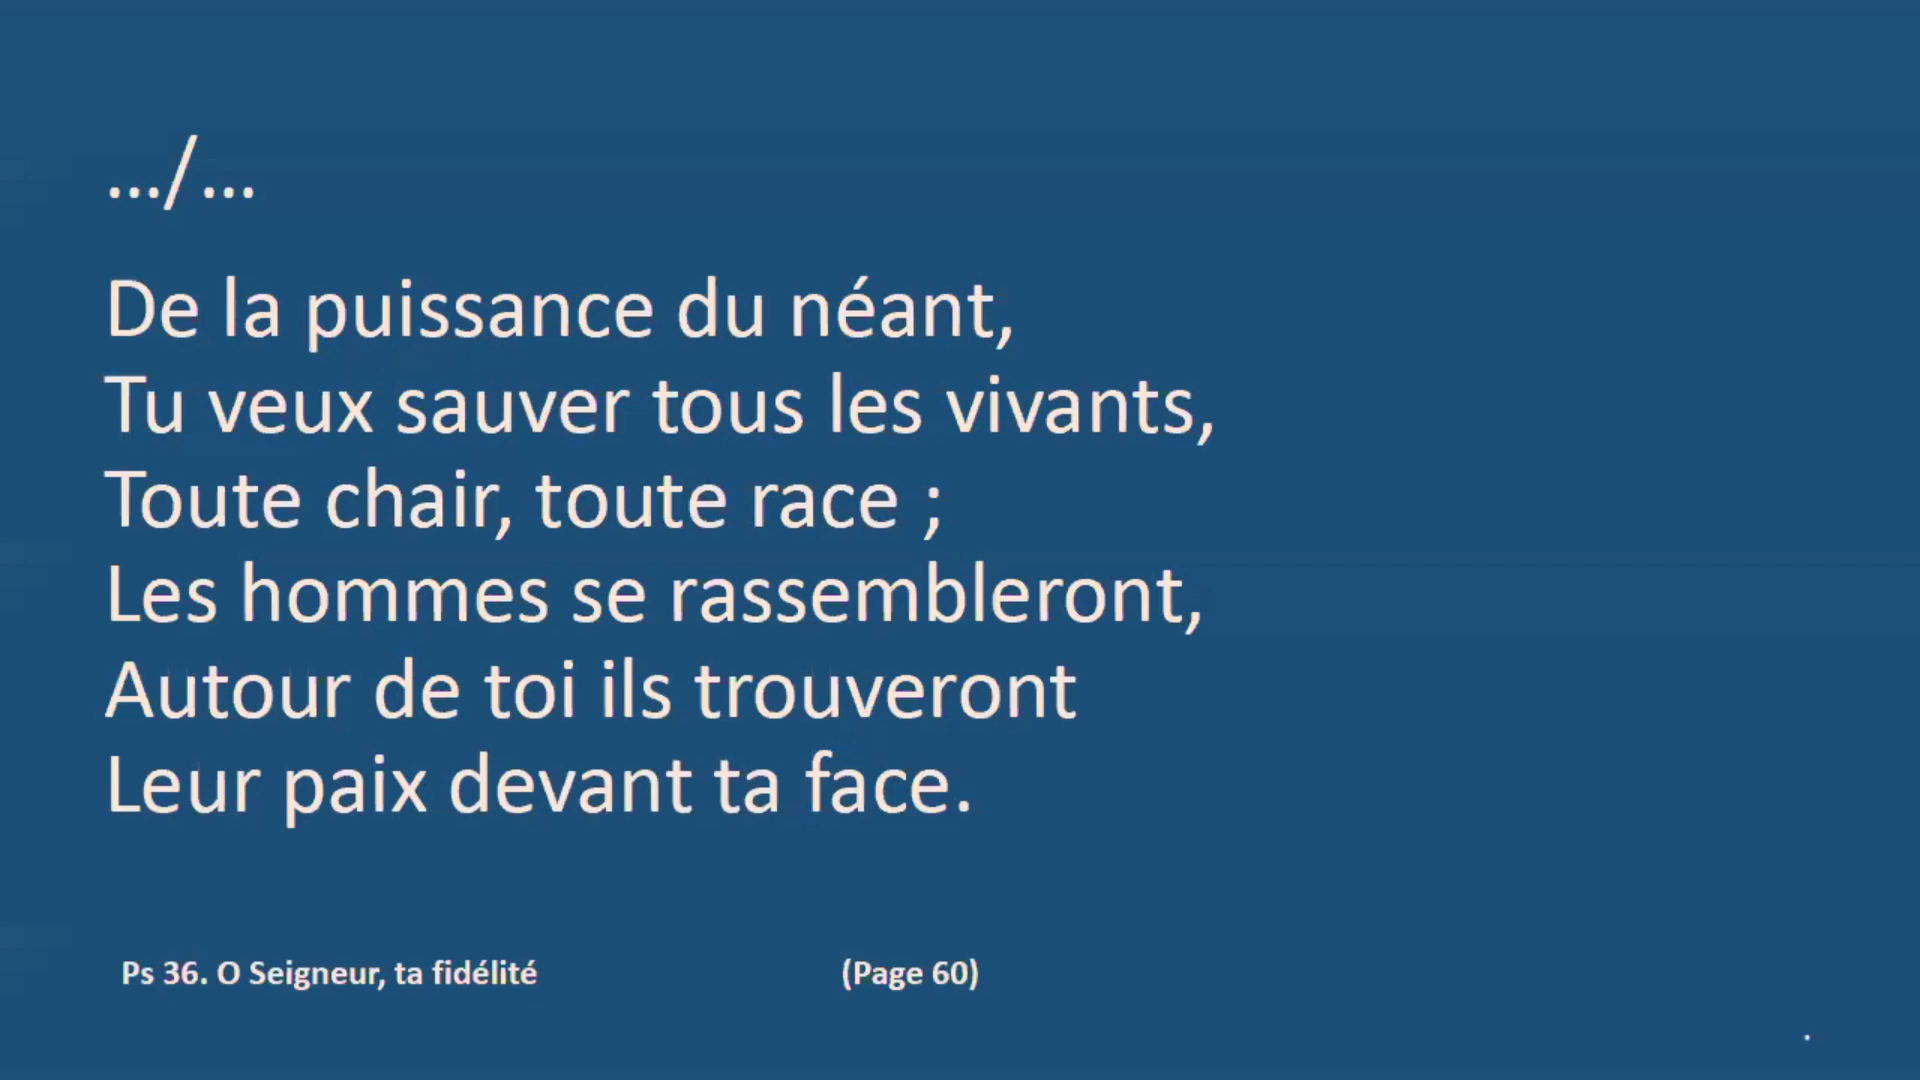 .../...
De la puissance du néant,
Tu veux sauver tous les vivants,
Toute chair, toute race ;
Les hommes se rassembleront,
Autour de toi ils trouveront
Leur paix devant ta face.
Ps 36. O Seigneur, ta fidélité (Page 60)
.